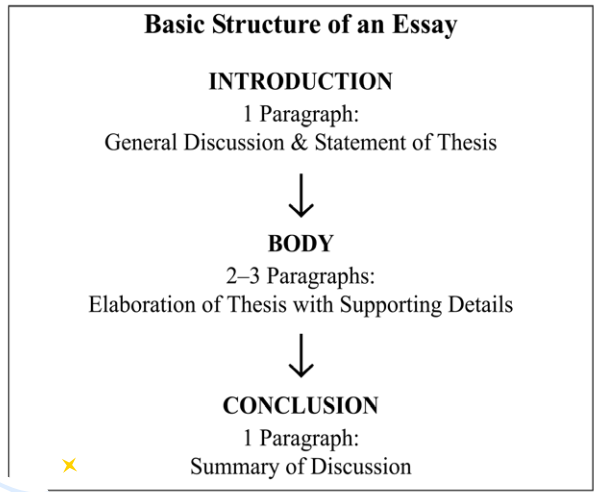 Basic Structure of an Essay
INTRODUCTION
1 Paragraph:
General Discussion & Statement of Thesis
BODY
2–3 Paragraphs:
Elaboration of Thesis with Supporting Details
CONCLUSION
1 Paragraph:
Summary of Discussion